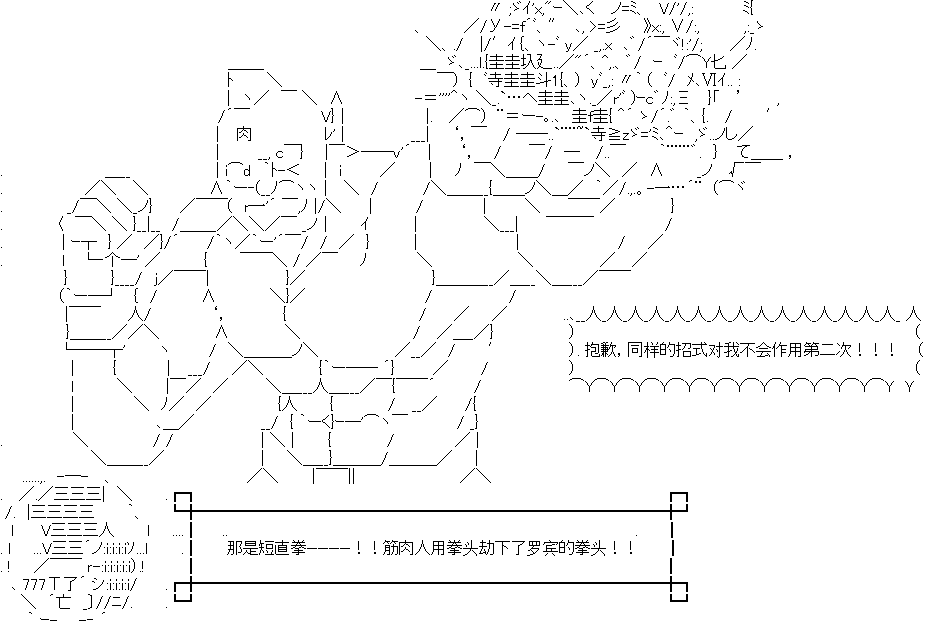 肉
抱歉，同样的招式对我不会作用第二次！！！
那是短直拳————！！筋肉人用拳头劫下了罗宾的拳头！！